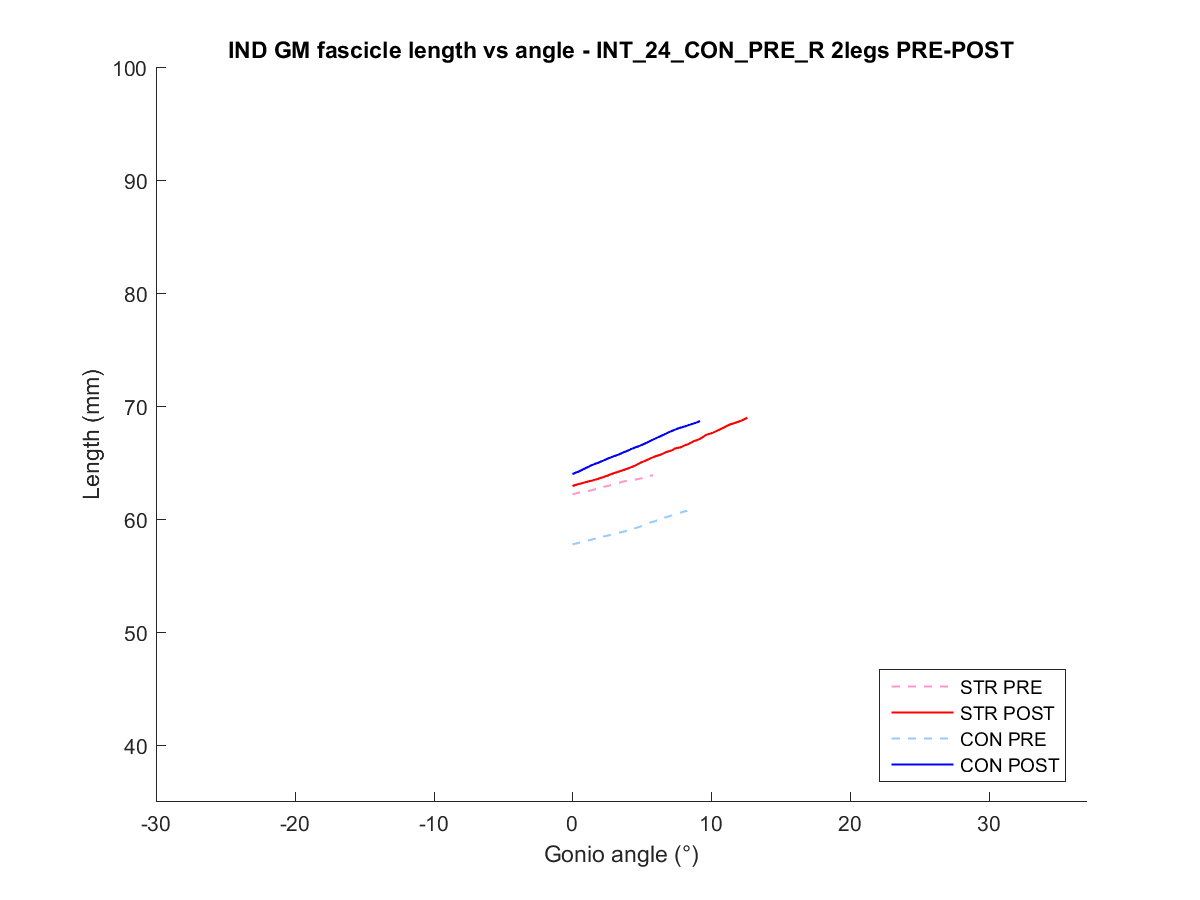 IND GM fascicle length vs angle - INT_24_CON_PRE_R 2legs PRE-POST
100
90
80
70
60
50
40
Length (mm)
-30
-20
-10
0
10
20
30
Gonio angle (°)
STR PRE
STR POST
CON PRE
CON POST